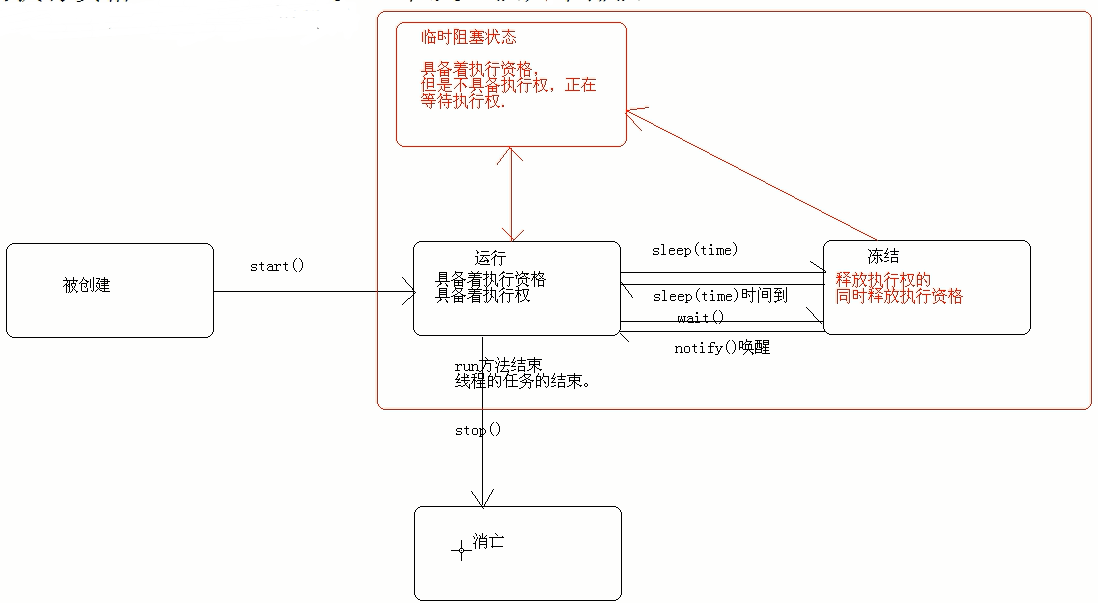 临时阻塞状态
具备着执行资格,
但是不具备执行权，正在
等待执行权.
被创建
start()
运行
具备着执行资格
具备着执行权
sleep(time)
sleep(time)时间到
wait()
notify()唤醒
冻结
释放执行权的
同时释放执行资格
run方法结束
线程的任务的结束。
stop()
消亡